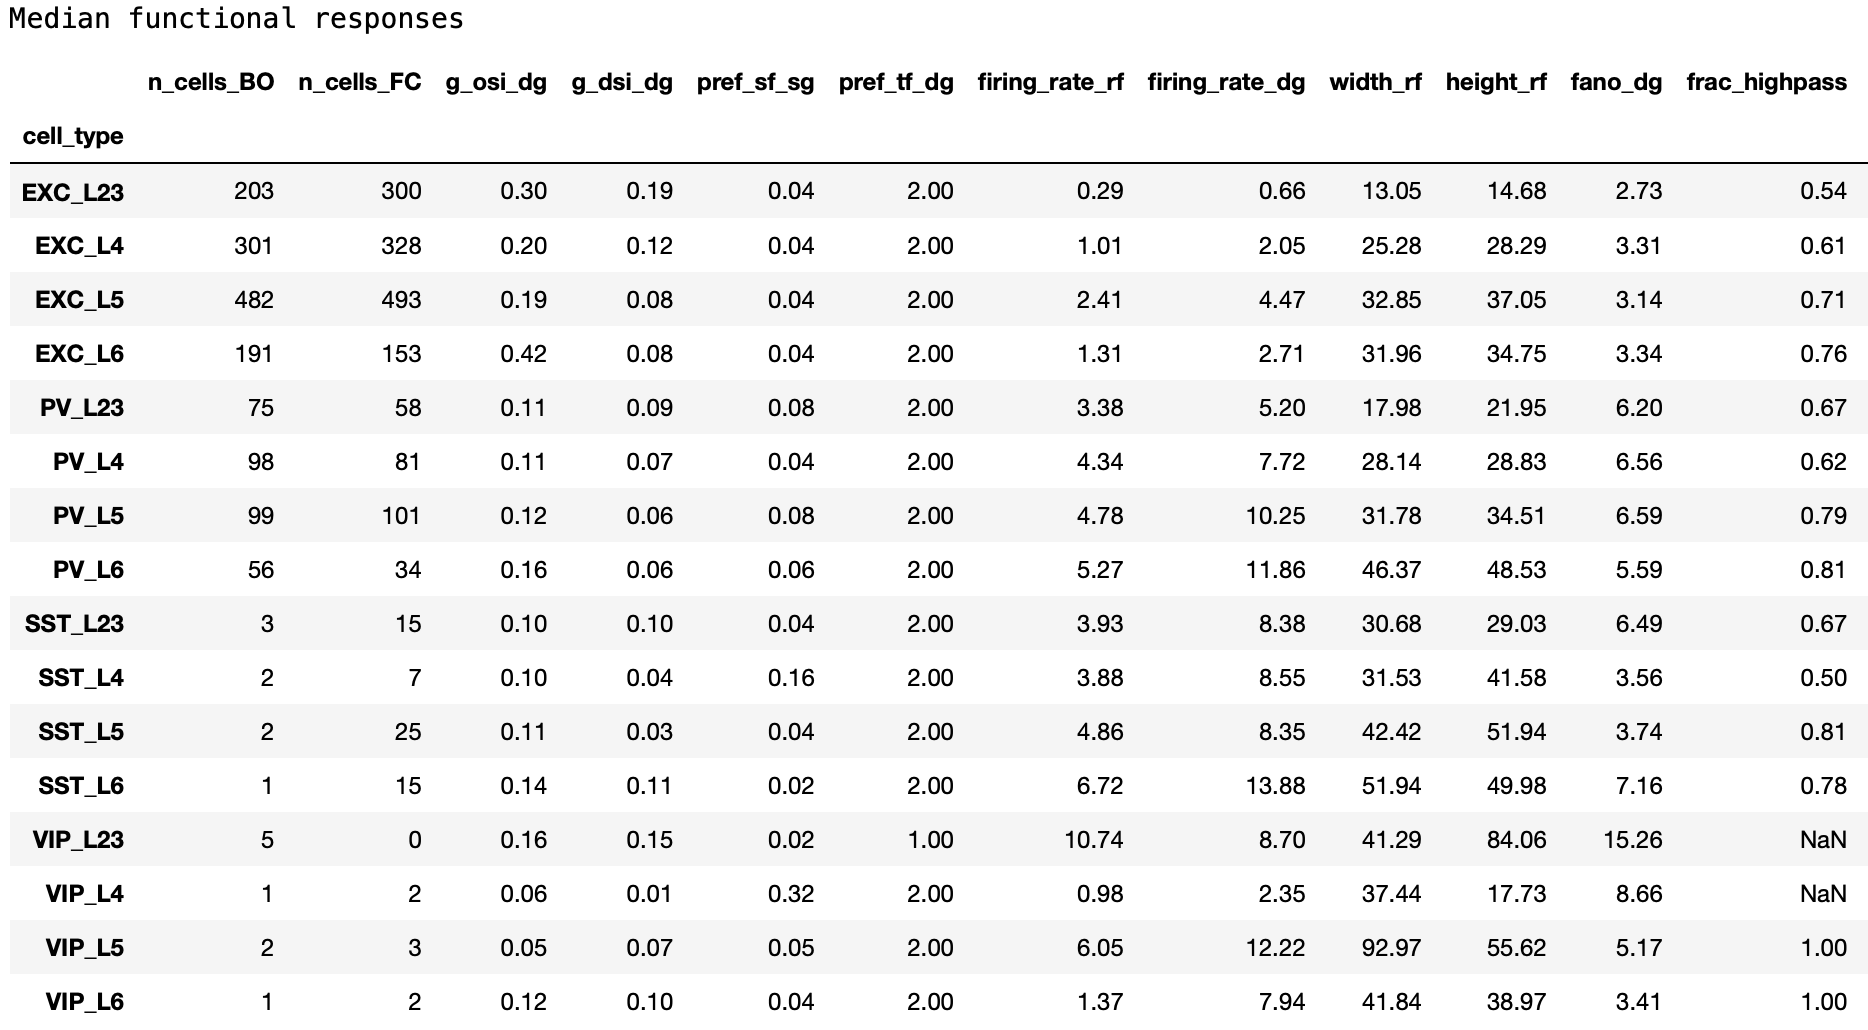 Median functional responses
n_cells_BO n_cells_FC g_osi_dg g_dsi_dg pref_sf_sg pref_tf_dg firing_rate_rf firing_rate_dg width_rf height_rf fano_dg frac_highpass
cell_type
EXC_L23 203 300 0.30 0.19 0.04 2.00 0.29 0.66 13.05 14.68 2.73 0.54
EXC_L4 301 328 0.20 0.12 0.04 2.00 1.01 2.05 25.28 28.29 3.31 0.61
EXC_L5 482 493 0.19 0.08 0.04 2.00 2.41 4.47 32.85 37.05 3.14 0.71
EXC_L6 191 153 0.42 0.08 0.04 2.00 1.31 2.71 31.96 34.75 3.34 0.76
PV_L23 75 58 0.11 0.09 0.08 2.00 3.38 5.20 17.98 21.95 6.20 0.67
PV_L4 98 81 0.11 0.07 0.04 2.00 4.34 7.72 28.14 28.83 6.56 0.62
PV_L5 99 101 0.12 0.06 0.08 2.00 4.78 10.25 31.78 34.51 6.59 0.79
PV_L6 56 34 0.16 0.06 0.06 2.00 5.27 11.86 46.37 48.53 5.59 0.81
SST_L23 3 15 0.10 0.10 0.04 2.00 3.93 8.38 30.68 29.03 6.49 0.67
SST_L4 2 7 0.10 0.04 0.16 2.00 3.88 8.55 31.53 41.58 3.56 0.50
SST_L5 2 25 0.11 0.03 0.04 2.00 4.86 8.35 42.42 51.94 3.74 0.81
SST_L6 1 15 0.14 0.11 0.02 2.00 6.72 13.88 51.94 49.98 7.16 0.78
VIP_L23 5 0 0.16 0.15 0.02 1.00 10.74 8.70 41.29 84.06 15.26 NaN
VIP_L4 1 2 0.06 0.01 0.32 2.00 0.98 2.35 37.44 17.73 8.66 NaN
VIP_L5 2 3 0.05 0.07 0.05 2.00 6.05 12.22 92.97 55.62 5.17 1.00
VIP_L6 1 2 0.12 0.10 0.04 2.00 1.37 7.94 41.84 38.97 3.41 1.00